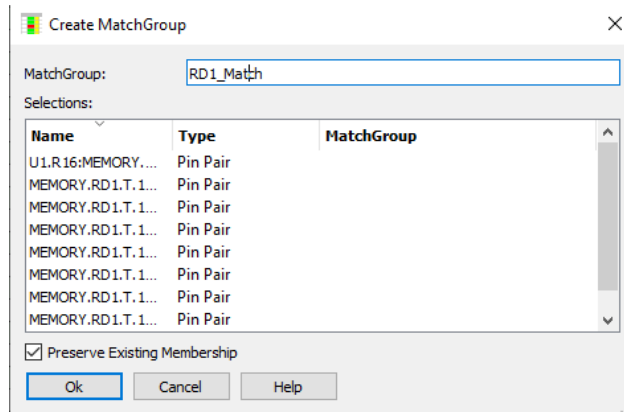 Create MatchGroup
MatchGroup: RD1_Match
Selections:
Name Type MatchGroup
U1.R16:MEMORY.... Pin Pair
MEMORY.RD1.T.1... Pin Pair
MEMORY.RD1.T.1... Pin Pair
MEMORY.RD1.T.1... Pin Pair
MEMORY.RD1.T.1... Pin Pair
MEMORY.RD1.T.1... Pin Pair
MEMORY.RD1.T.1... Pin Pair
MEMORY.RD1.T.1... Pin Pair
Preserve Existing Membership
Ok Cancel Help